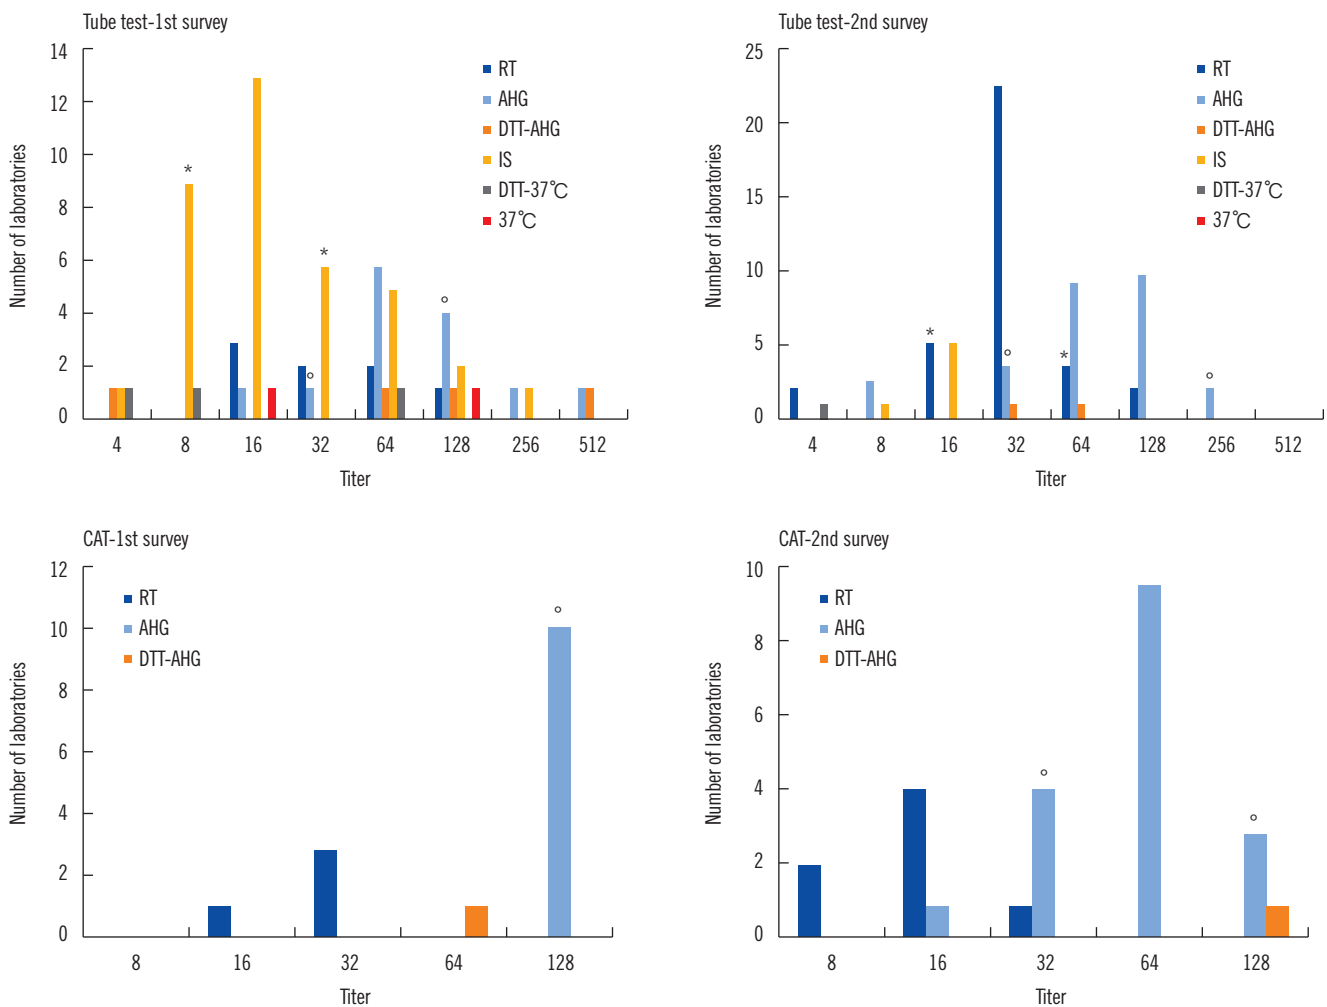 Tube test-1st survey
Number of laboratories
14
12
10
8
6
4
2
0
RT
AHG
DTT-AHG
IS
DTT-37℃
37℃
*
*
4 8 16 32 64 128 256 512
Titer
Tube test-2nd survey
Number of laboratories
25
20
15
10
5
0
RT
AHG
DTT-AHG
IS
DTT-37℃
37℃
*
*
4 8 16 32 64 128 256 512
Titer
CAT-1st survey
Number of laboratories
12
10
8
6
4
2
0
RT
AHG
DTT-AHG
8 16 32 64 128
Titer
CAT-2nd survey
Number of laboratories
10
8
6
4
2
0
RT
AHG
DTT-AHG
8 16 32 64 128
Titer